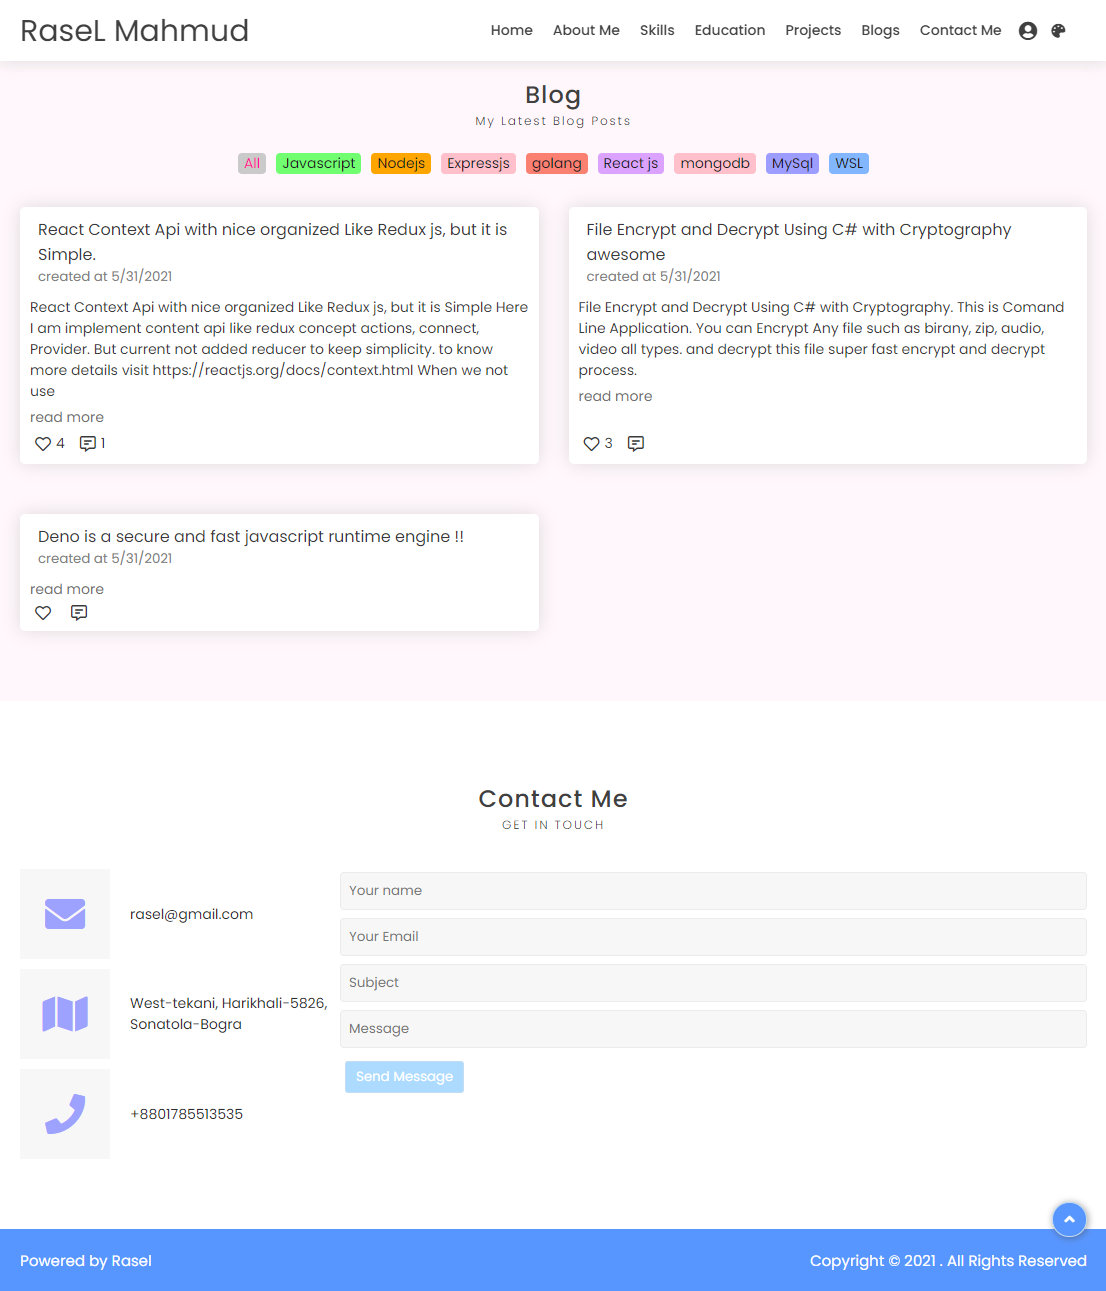 RaseL Mahmud
Home About Me Skills Education Projects Blogs Contact Me
Blog
My Latest Blog Posts
All Javascript Nodejs Expressjs golang React js mongodb MySql WSL
React Context Api with nice organized Like Redux js, but it is
Simple.
created at 5/31/2021
React Context Api with nice organized Like Redux js, but it is Simple Here
I am implement content api like redux concept actions, connect,
Provider. But current not added reducer to keep simplicity. to know
more details visit https://reactjs.org/docs/context.html When we not
use
read more
4 1
File Encrypt and Decrypt Using C# with Cryptography
awesome
created at 5/31/2021
File Encrypt and Decrypt Using C# with Cryptography. This is Comand
Line Application. You can Encrypt Any file such as birany, zip, audio,
video all types. and decrypt this file super fast encrypt and decrypt
process.
read more
3
Deno is a secure and fast javascript runtime engine !!
created at 5/31/2021
read more
Contact Me
GET IN TOUCH
rasel@gmail.com
West-tekani, Harikhali-5826,
Sonatola-Bogra
+8801785513535
Your name
Your Email
Subject
Message
Send Message
Powered by Rasel
Copyright © 2021 . All Rights Reserved